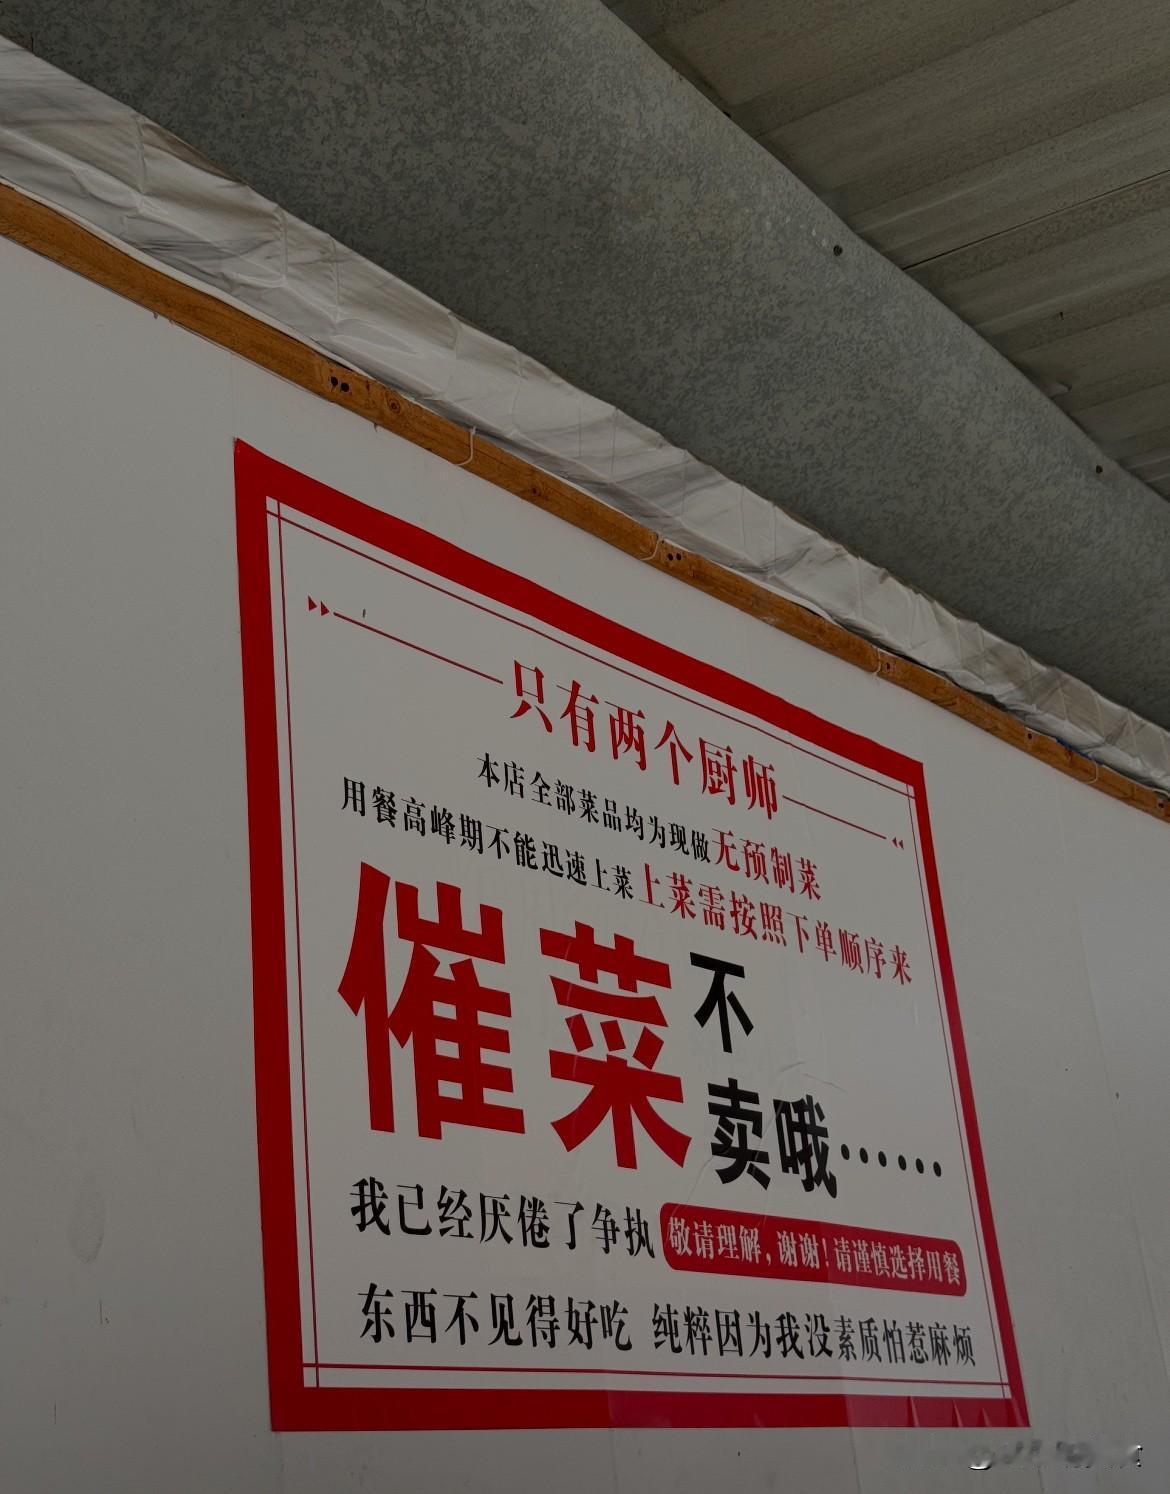 只有两个厨师
本店全部菜品均为现做无预制菜
用餐高峰期不能迅速上菜上菜需按照下单顺序来
催菜不卖哦……
我已经厌倦了争执 敬请理解，谢谢！请谨慎选择用餐
东西不见得好吃 纯粹因为我没素质怕惹麻烦